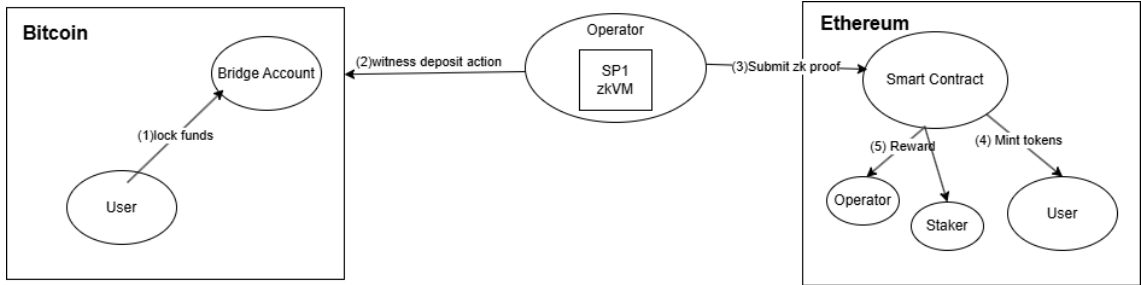 Bitcoin
Bridge Account
(1)lock funds
User
(2)witness deposit action
Operator
SP1
zkVM
(3)Submit zk proof
Ethereum
Smart Contract
(5) Reward
(4) Mint tokens
Operator
Staker
User